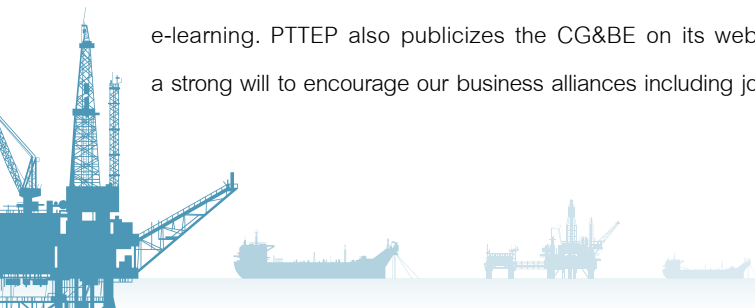 e-learning. PTTEP also publicizes the CG&BE on its web
a strong will to encourage our business alliances including jo